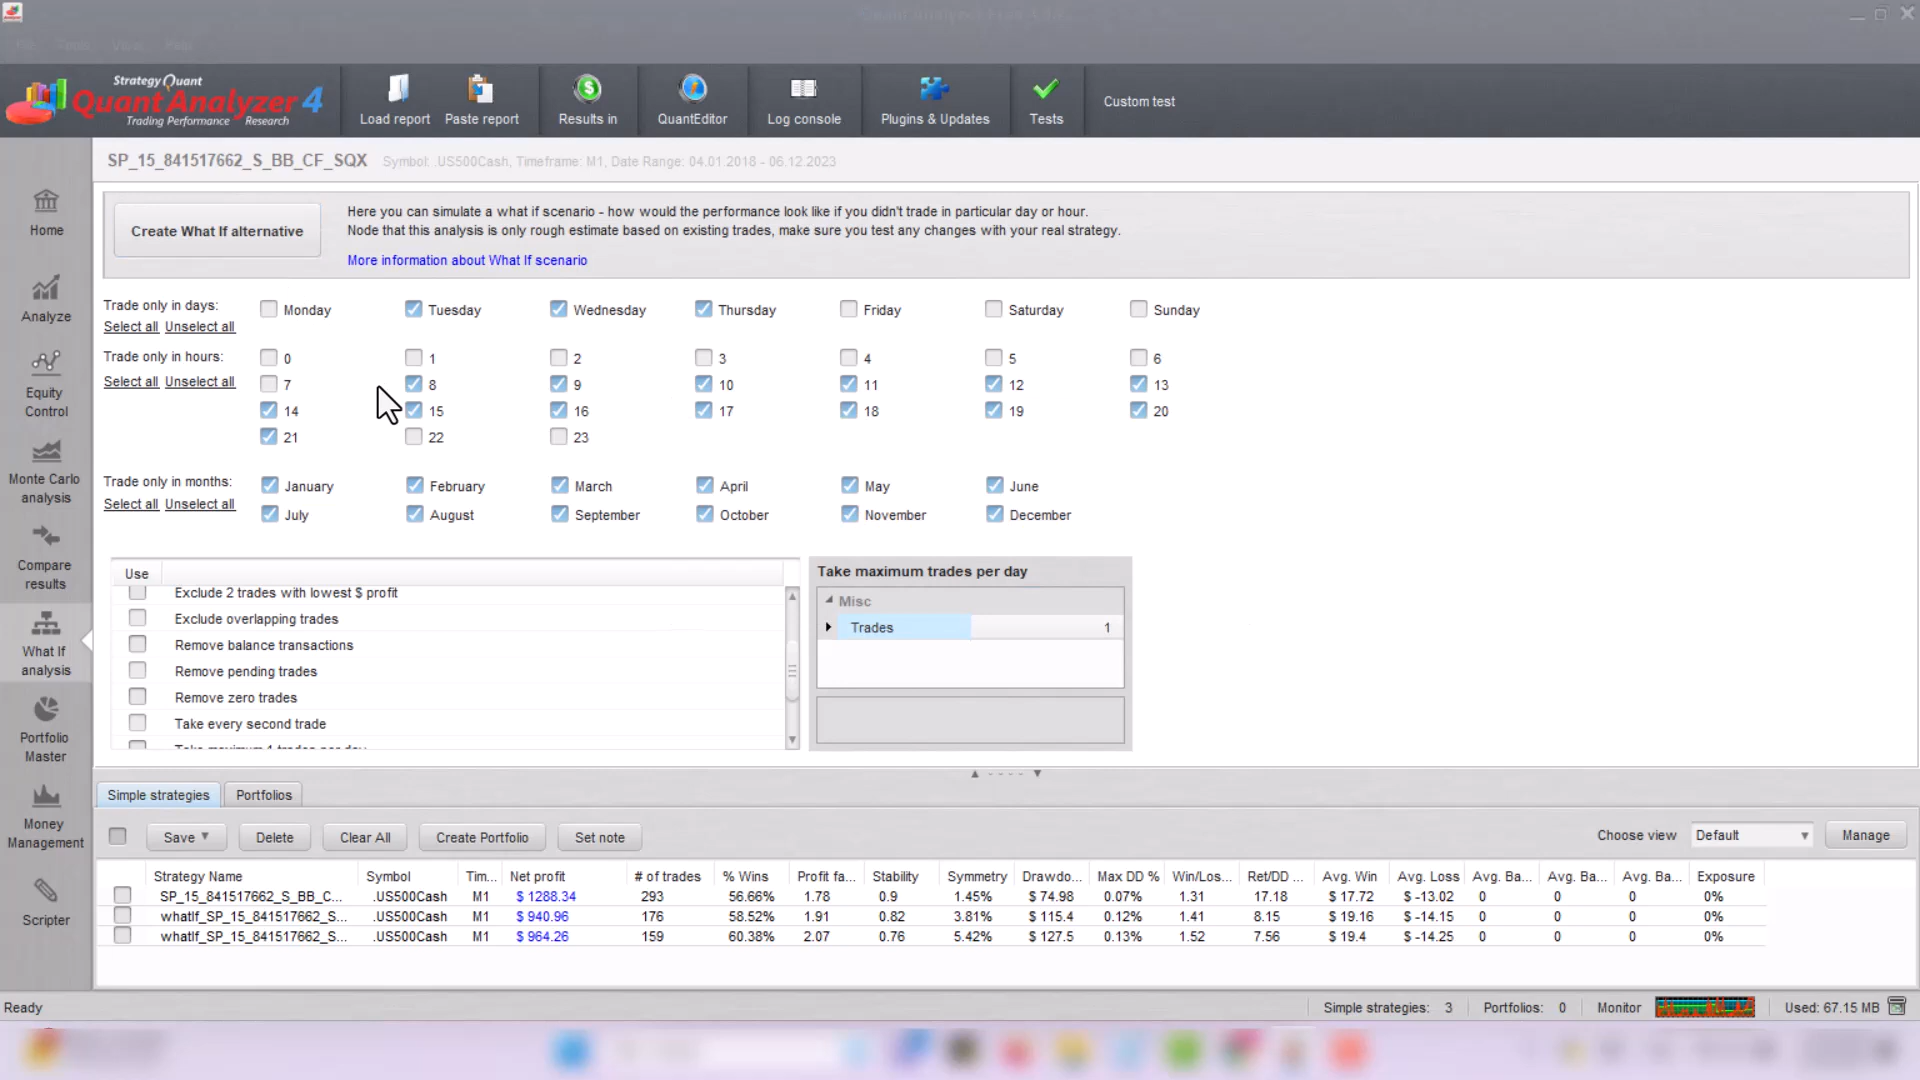 Strategy Quant
Quant Analyzer 4
Trading Performance Research
Load report
Paste report
Results in
QuantEditor
Log console
Plugins & Updates
Tests
Custom test
SP_15_841517662_S_BB_CF_SQX
Symbol: .US500Cash, Timeframe: M1, Date Range: 04.01.2018 - 06.12.2023
Home
Analyze
Equity
Control
Monte Carlo
analysis
Compare
results
What If
analysis
Portfolio
Master
Money
Management
Scripter
Create What If alternative
Here you can simulate a what if scenario - how would the performance look like if you didn't trade in particular day or hour.
Node that this analysis is only rough estimate based on existing trades, make sure you test any changes with your real strategy.
More information about What If scenario
Trade only in days:
Select all Unselect all
Monday Tuesday Wednesday Thursday Friday Saturday Sunday
Trade only in hours:
Select all Unselect all
0 1 2 3 4 5 6
7 8 9 10 11 12 13
14 15 16 17 18 19 20
21 22 23
Trade only in months:
Select all Unselect all
January February March April May June
July August September October November December
Use
Exclude 2 trades with lowest $ profit
Exclude overlapping trades
Remove balance transactions
Remove pending trades
Remove zero trades
Take every second trade
Take maximum 1 trades per day
Take maximum trades per day
Misc
Trades 1
Simple strategies Portfolios
Save Delete Clear All Create Portfolio Set note
Choose view Default Manage
Strategy Name Symbol Tim... Net profit # of trades % Wins Profit fa... Stability Symmetry Drawdo... Max DD % Win/Los... Ret/DD ... Avg. Win Avg. Loss Avg. Ba... Avg. Ba... Avg. Ba... Exposure
SP_15_841517662_S_BB_C... .US500Cash M1 $ 1288.34 293 56.66% 1.78 0.9 1.45% $ 74.98 0.07% 1.31 17.18 $ 17.72 $ -13.02 0 0 0 0%
whatIf_SP_15_841517662_S... .US500Cash M1 $ 940.96 176 58.52% 1.91 0.82 3.81% $ 115.4 0.12% 1.41 8.15 $ 19.16 $ -14.15 0 0 0 0%
whatIf_SP_15_841517662_S... .US500Cash M1 $ 964.26 159 60.38% 2.07 0.76 5.42% $ 127.5 0.13% 1.52 7.56 $ 19.4 $ -14.25 0 0 0 0%
Ready
Simple strategies: 3
Portfolios: 0
Monitor
Used: 67.15 MB